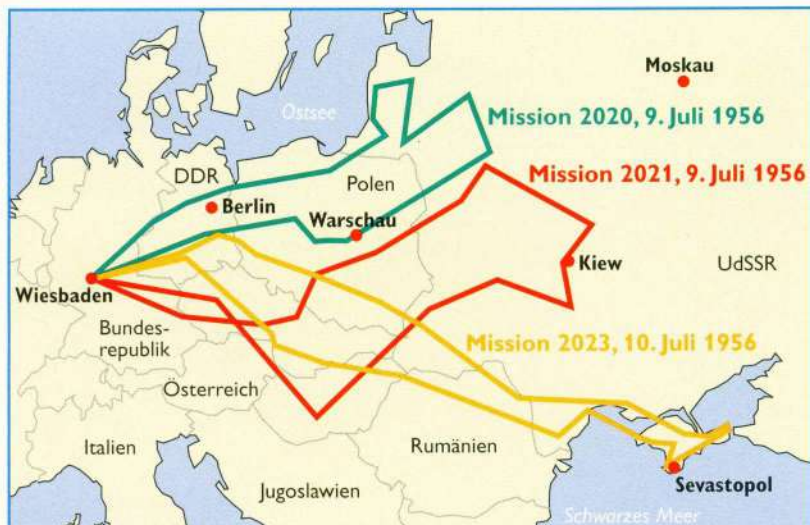 Moskau
Ostsee
Mission 2020, 9. Juli 1956
DDR
Polen
Mission 2021, 9. Juli 1956
Berlin
Warschau
Kiew
UdSSR
Wiesbaden
Bundes-
republik
Mission 2023, 10. Juli 1956
Österreich
Italien
Rumänien
Jugoslawien
Sevastopol
Schwarzes Meer